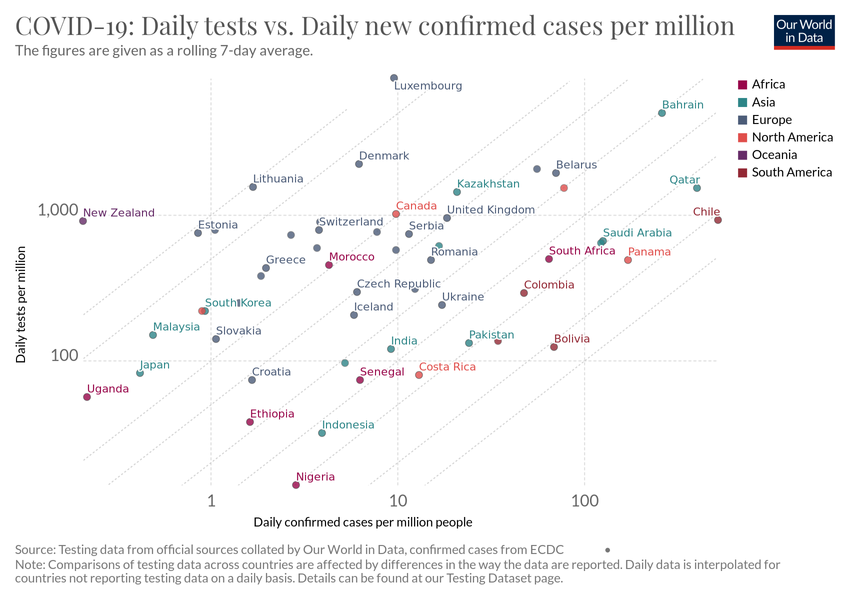 COVID-19: Daily tests vs. Daily new confirmed cases per million
The figures are given as a rolling 7-day average.
Our World
in Data
Luxembourg
Africa
Asia
Europe
North America
Oceania
South America
Bahrain
Denmark
Belarus
Lithuania
Kazakhstan
Qatar
1,000
New Zealand
Canada
United Kingdom
Chile
Estonia
Switzerland
Serbia
Saudi Arabia
Greece
Morocco
Romania
South Africa
Panama
Czech Republic
Colombia
South Korea
Iceland
Ukraine
Malaysia
Slovakia
India
Pakistan
Bolivia
100
Japan
Croatia
Senegal
Costa Rica
Uganda
Ethiopia
Indonesia
Nigeria
Daily tests per million
1
10
100
Daily confirmed cases per million people
Source: Testing data from official sources collated by Our World in Data, confirmed cases from ECDC
Note: Comparisons of testing data across countries are affected by differences in the way the data are reported. Daily data is interpolated for
countries not reporting testing data on a daily basis. Details can be found at our Testing Dataset page.